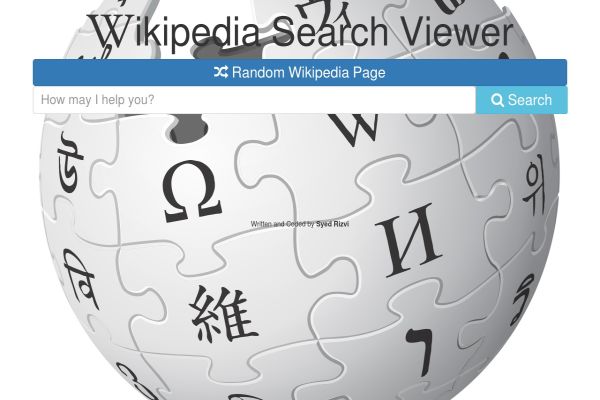 Wikipedia Search Viewer
Random Wikipedia Page
How may I help you?
Search
W
Ω
위
Written and Coded by Syed Rizvi
И
維